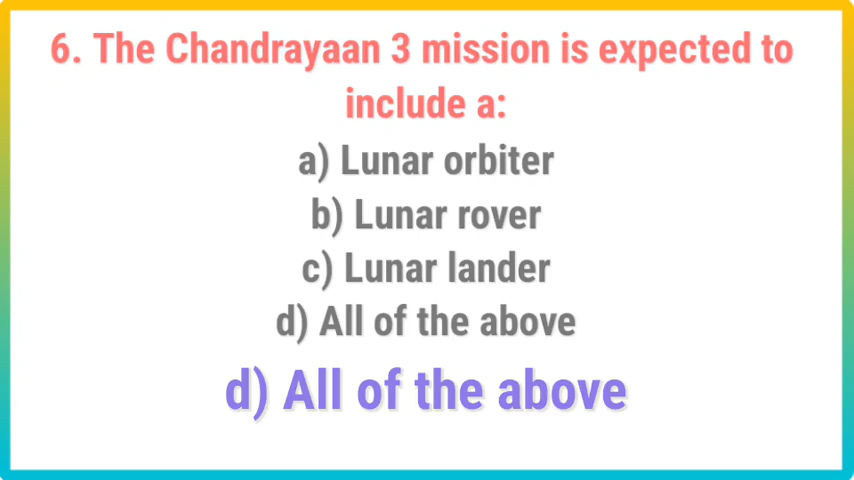 6. The Chandrayaan 3 mission is expected to
include a:
a) Lunar orbiter
b) Lunar rover
c) Lunar lander
d) All of the above
d) All of the above